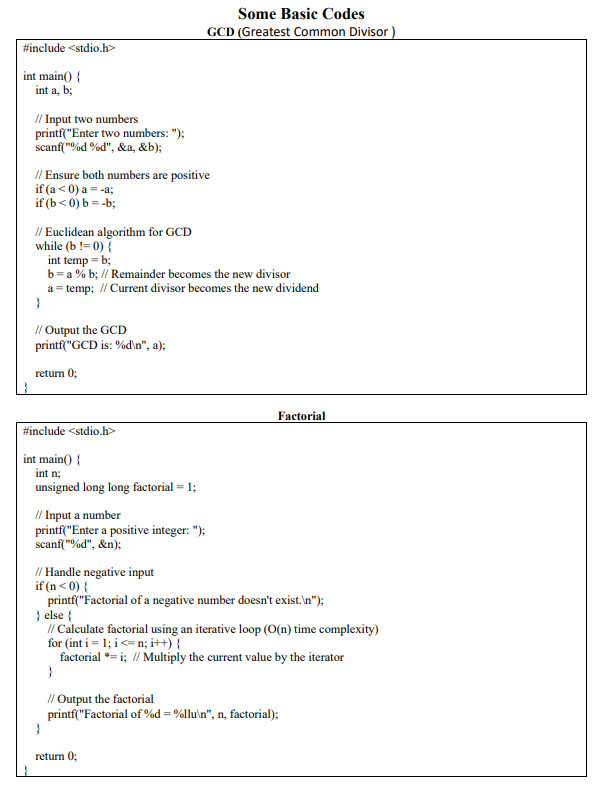 Some Basic Codes
GCD (Greatest Common Divisor )
#include <stdio.h>
int main() {
int a, b;
// Input two numbers
printf("Enter two numbers: ");
scanf("%d %d", &a, &b);
// Ensure both numbers are positive
if (a < 0) a = -a;
if (b < 0) b = -b;
// Euclidean algorithm for GCD
while (b != 0) {
int temp = b;
b = a % b; // Remainder becomes the new divisor
a = temp;  // Current divisor becomes the new dividend
}
// Output the GCD
printf("GCD is: %d\n", a);
return 0;
}
Factorial
#include <stdio.h>
int main() {
int n;
unsigned long long factorial = 1;
// Input a number
printf("Enter a positive integer: ");
scanf("%d", &n);
// Handle negative input
if (n < 0) {
printf("Factorial of a negative number doesn't exist.\n");
} else {
// Calculate factorial using an iterative loop (O(n) time complexity)
for (int i = 1; i <= n; i++) {
factorial *= i;  // Multiply the current value by the iterator
}
// Output the factorial
printf("Factorial of %d = %llu\n", n, factorial);
}
return 0;
}